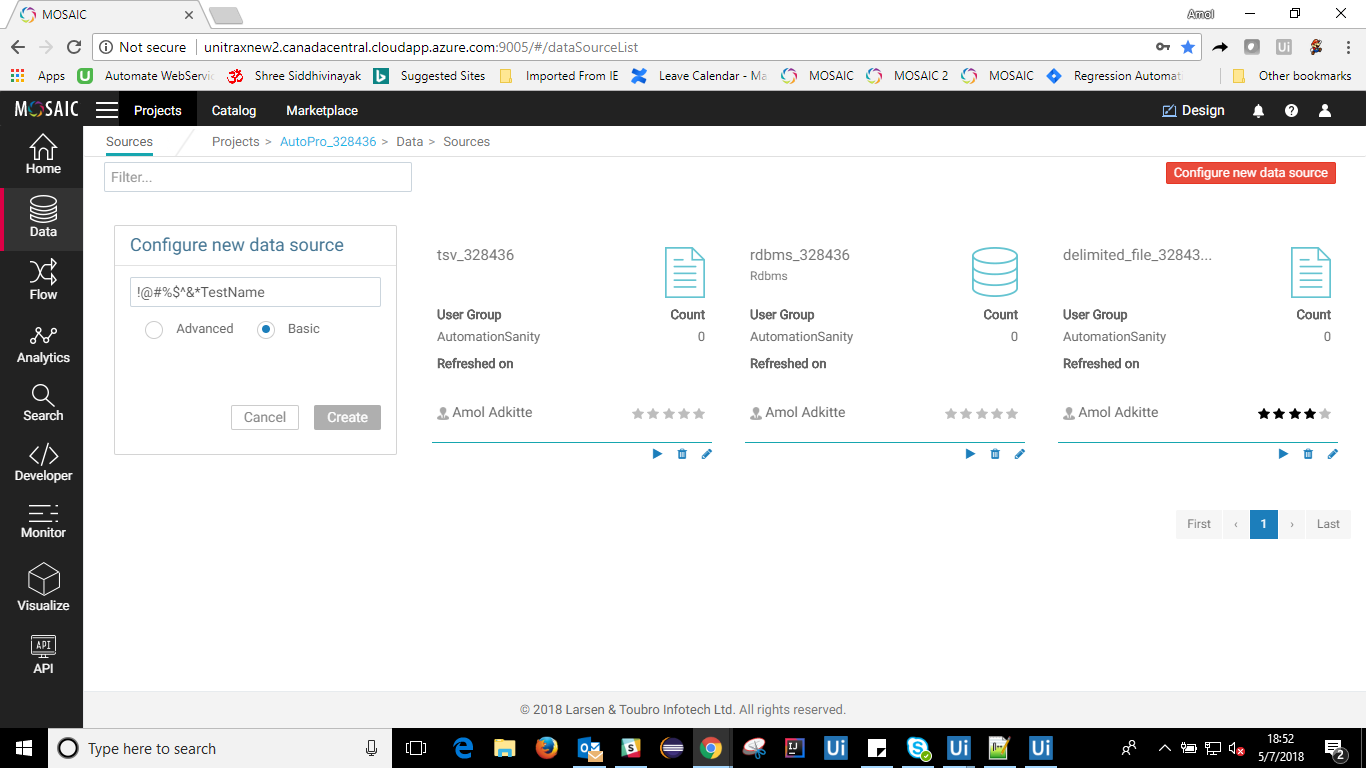 MOSAIC
Amol
Not secure unitraxnew2.canadacentral.cloudapp.azure.com:9005/#/dataSourceList
Apps Automate WebServic Shree Siddhivinayak Suggested Sites Imported From IE Leave Calendar - Ma MOSAIC MOSAIC 2 MOSAIC Regression Automat Other bookmarks
MOSAIC Projects Catalog Marketplace Design
Sources Projects > AutoPro_328436 > Data > Sources
Filter...
Configure new data source
Home
Data
Flow
Analytics
Search
Developer
Monitor
Visualize
API
API
Configure new data source
!@#%$^&*TestName
Advanced Basic
Cancel Create
tsv_328436
User Group Count
AutomationSanity 0
Refreshed on
Amol Adkitte
rdbms_328436
Rdbms
User Group Count
AutomationSanity 0
Refreshed on
Amol Adkitte
delimited_file_32843...
User Group Count
AutomationSanity 0
Refreshed on
Amol Adkitte
First ‹ 1 › Last
© 2018 Larsen & Toubro Infotech Ltd. All rights reserved.
Type here to search
18:52
5/7/2018
2